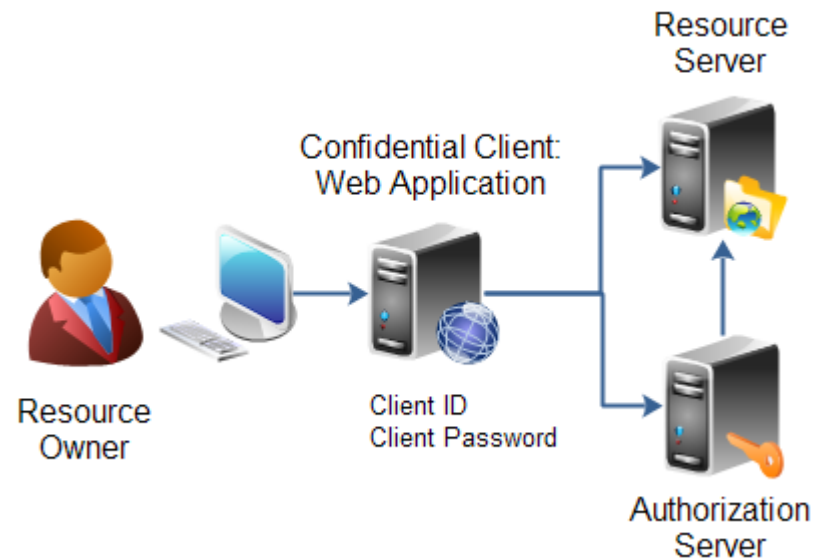 Resource
Server
Confidential Client:
Web Application
Resource
Owner
Client ID
Client Password
Authorization
Server